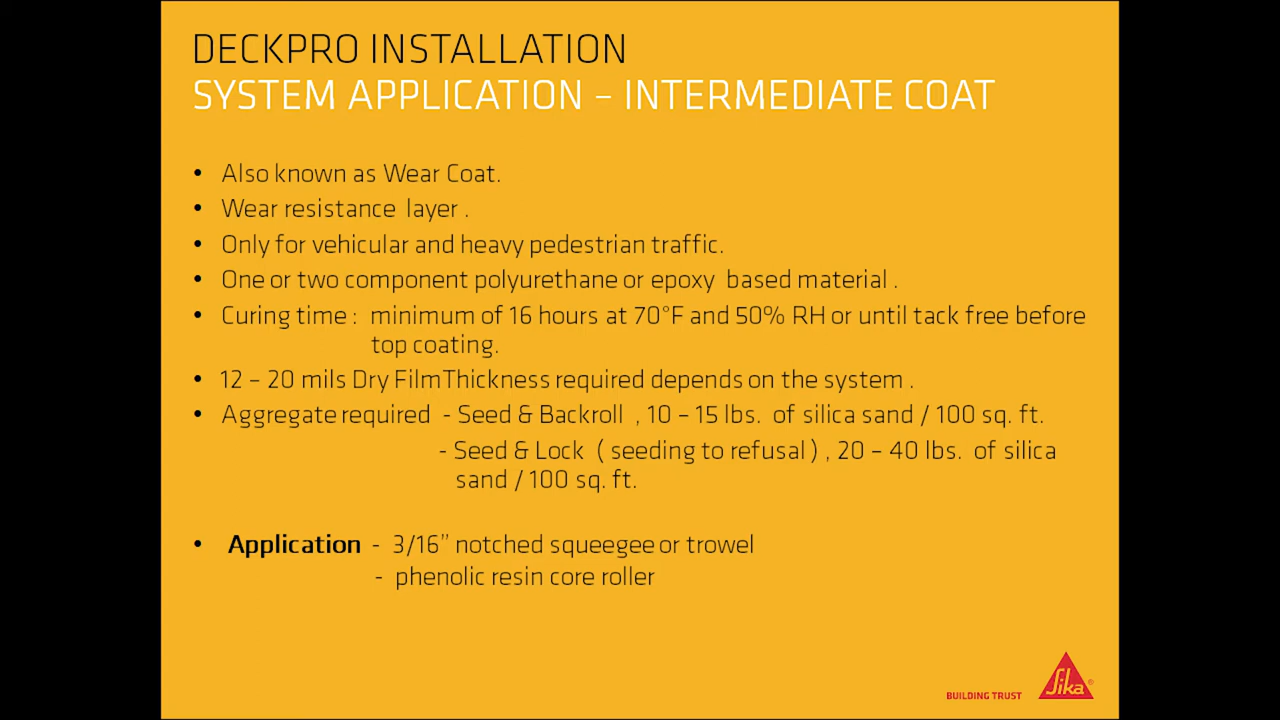 DECKPRO INSTALLATION
SYSTEM APPLICATION – INTERMEDIATE COAT
• Also known as Wear Coat.
• Wear resistance layer .
• Only for vehicular and heavy pedestrian traffic.
• One or two component polyurethane or epoxy based material .
• Curing time : minimum of 16 hours at 70°F and 50% RH or until tack free before
top coating.
• 12 – 20 mils Dry FilmThickness required depends on the system .
• Aggregate required - Seed & Backroll , 10 – 15 lbs. of silica sand / 100 sq. ft.
- Seed & Lock ( seeding to refusal ) , 20 – 40 lbs. of silica
sand / 100 sq. ft.
• Application - 3/16” notched squeegee or trowel
- phenolic resin core roller
BUILDING TRUST
Sika®